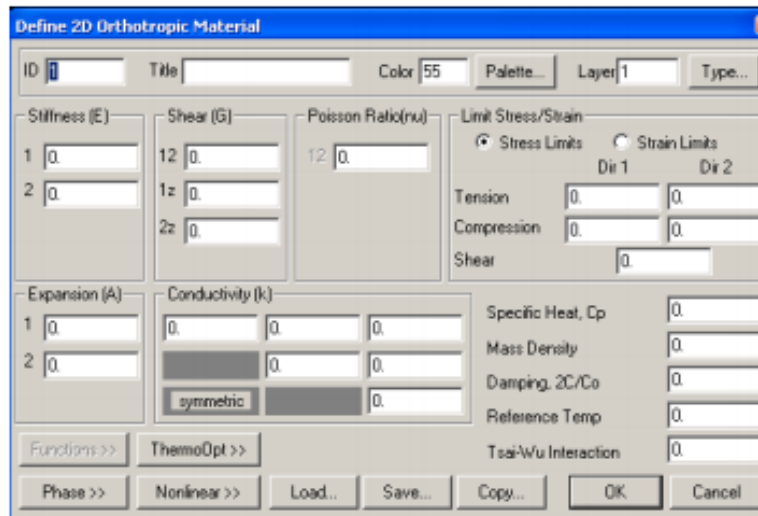 Define 2D Orthotropic Material
ID 1 Title Color 55 Palette... Layer 1 Type...
Stiffness (E) Shear (G) Poisson Ratio(nu) Limit Stress/Strain
Stress Limits Strain Limits
1 0. 12 0. 12 0. Dir 1 Dir 2
2 0. 1z 0. Tension 0. 0.
2z 0. Compression 0. 0.
Shear 0.
Expansion (A) Conductivity (k)
1 0. 0. 0. 0. Specific Heat, Cp 0.
2 0. 0. 0. Mass Density 0.
symmetric 0. Damping, 2C/Co 0.
Reference Temp 0.
Functions >> ThermoOpt >> Tsai-Wu Interaction 0.
Phase >> Nonlinear >> Load... Save... Copy... OK Cancel